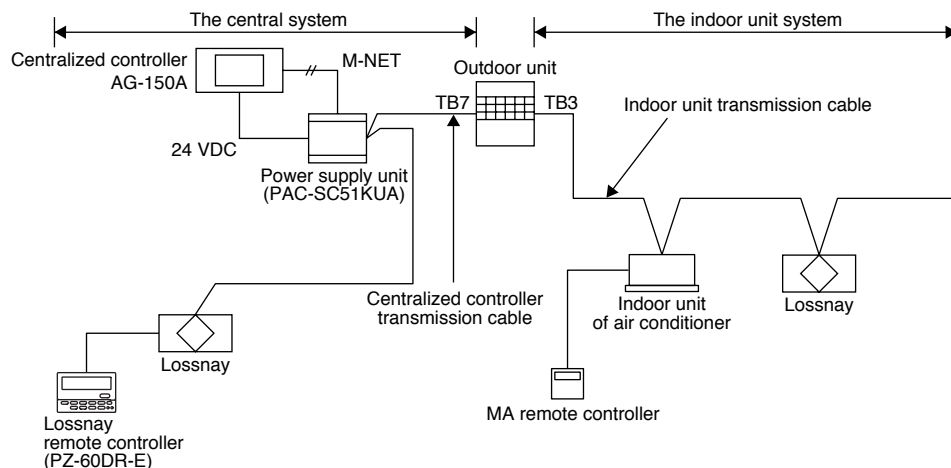 The central system
The indoor unit system
Centralized controller
AG-150A
M-NET
Outdoor unit
TB7
TB3
Indoor unit transmission cable
24 VDC
Power supply unit
(PAC-SC51KUA)
Centralized controller
transmission cable
Indoor unit
of air conditioner
Lossnay
Lossnay
MA remote controller
Lossnay
remote controller
(PZ-60DR-E)